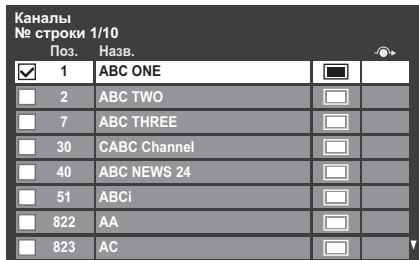 Каналы
№ строки 1/10
Поз. Назв.
1 ABC ONE
2 ABC TWO
7 ABC THREE
30 CABC Channel
40 ABC NEWS 24
51 ABCi
822 AA
823 AC